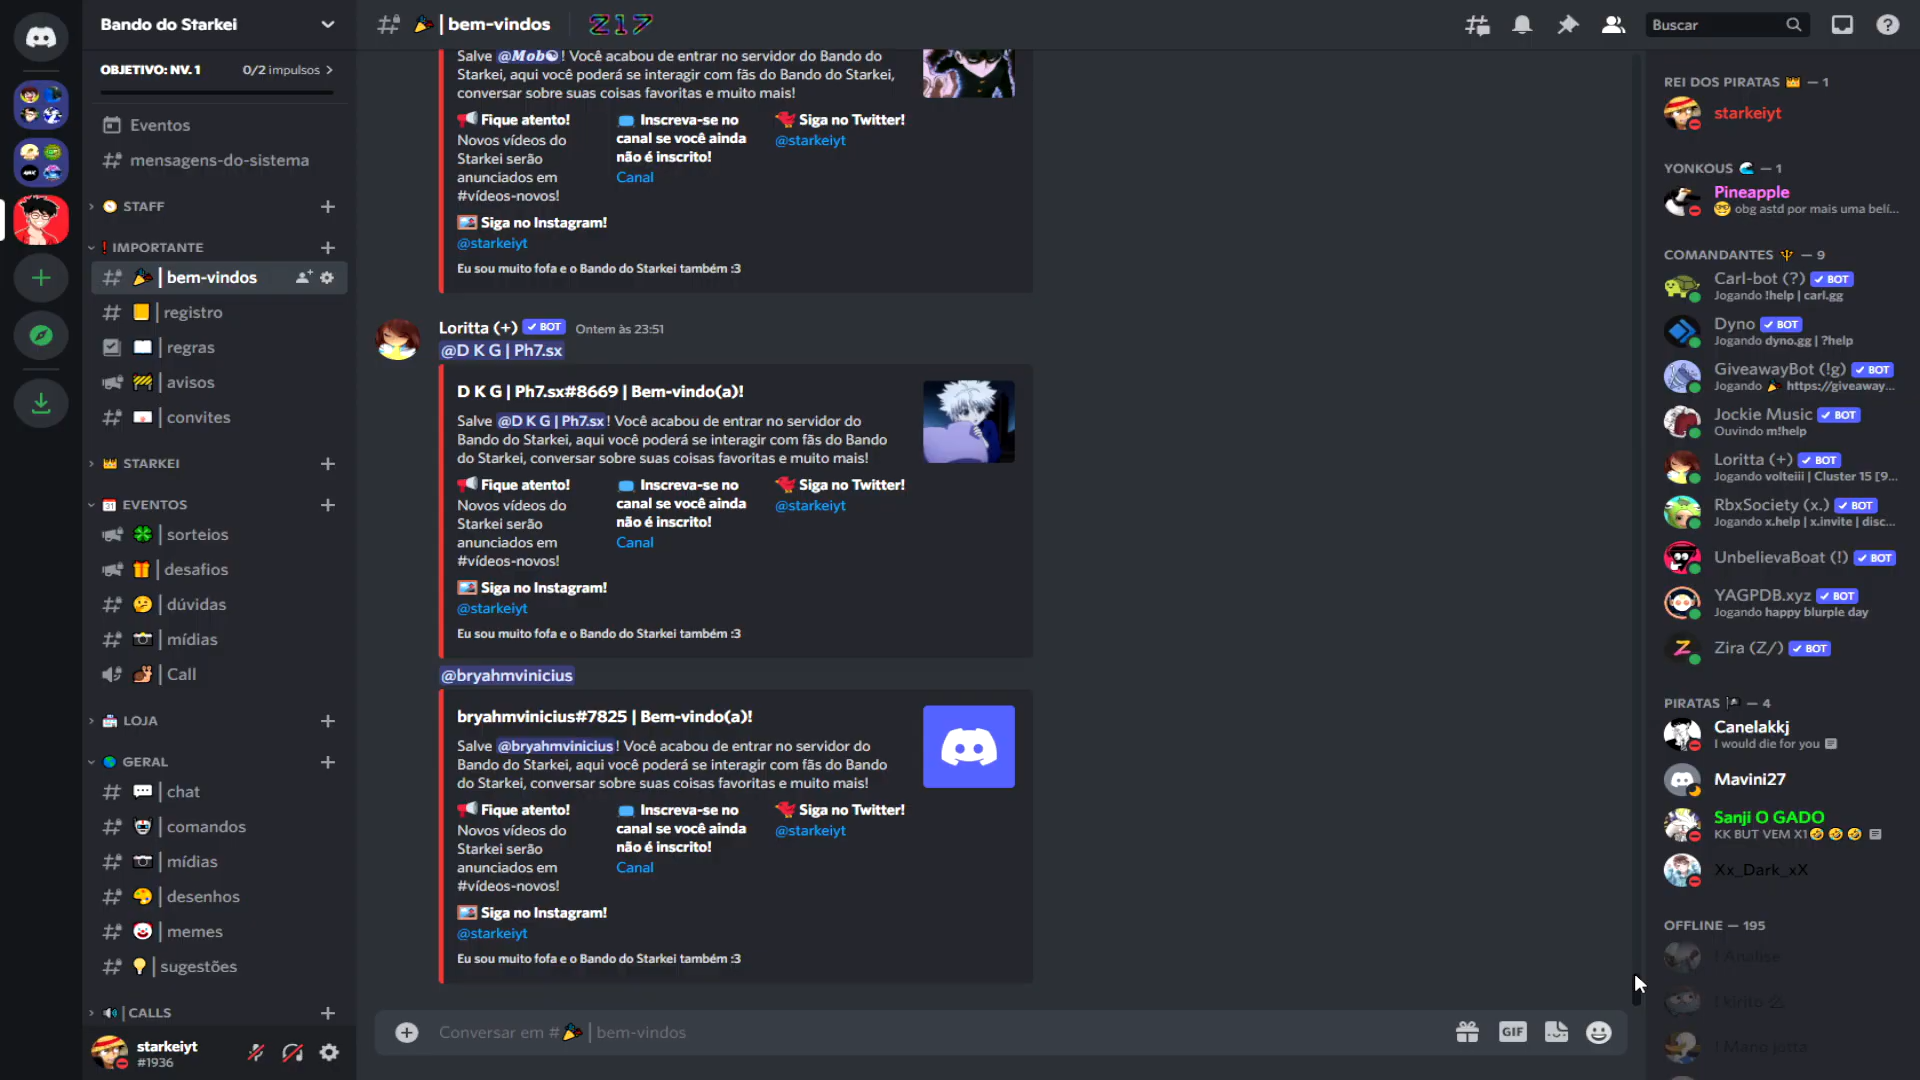 Bando do Starkei
OBJETIVO: NV. 1
0/2 impulsos
Eventos
mensagens-do-sistema
STAFF
IMPORTANTE
| bem-vindos
| registro
| regras
| avisos
| convites
STARKEI
EVENTOS
| sorteios
| desafios
| dúvidas
| mídias
| Call
LOJA
GERAL
| chat
| comandos
| mídias
| desenhos
| memes
| sugestões
| CALLS
starkeiyt
#1936
| bem-vindos
217
Buscar
Salve @Mob! Você acabou de entrar no servidor do Bando do
Starkei, aqui você poderá se interagir com fãs do Bando do Starkei,
conversar sobre suas coisas favoritas e muito mais!
Fique atento!
Novos vídeos do
Starkei serão
anunciados em
#vídeos-novos!
Inscreva-se no
canal se você ainda
não é inscrito!
Canal
Siga no Twitter!
@starkeiyt
Siga no Instagram!
@starkeiyt
Eu sou muito fofa e o Bando do Starkei também :3
Loritta (+) BOT Ontem às 23:51
@D K G | Ph7.sx
D K G | Ph7.sx#8669 | Bem-vindo(a)!
Salve @D K G | Ph7.sx! Você acabou de entrar no servidor do
Bando do Starkei, aqui você poderá se interagir com fãs do Bando
do Starkei, conversar sobre suas coisas favoritas e muito mais!
Fique atento!
Novos vídeos do
Starkei serão
anunciados em
#vídeos-novos!
Inscreva-se no
canal se você ainda
não é inscrito!
Canal
Siga no Twitter!
@starkeiyt
Siga no Instagram!
@starkeiyt
Eu sou muito fofa e o Bando do Starkei também :3
@bryahmvinicius
bryahmvinicius#7825 | Bem-vindo(a)!
Salve @bryahmvinicius! Você acabou de entrar no servidor do
Bando do Starkei, aqui você poderá se interagir com fãs do Bando
do Starkei, conversar sobre suas coisas favoritas e muito mais!
Fique atento!
Novos vídeos do
Starkei serão
anunciados em
#vídeos-novos!
Inscreva-se no
canal se você ainda
não é inscrito!
Canal
Siga no Twitter!
@starkeiyt
Siga no Instagram!
@starkeiyt
Eu sou muito fofa e o Bando do Starkei também :3
Conversar em # | bem-vindos
GIF
REI DOS PIRATAS — 1
starkeiyt
YONKOUS — 1
Pineapple
obg astd por mais uma belí...
COMANDANTES — 9
Carl-bot (?) BOT
Jogando !help | carl.gg
Dyno BOT
Jogando dyno.gg | ?help
GiveawayBot (!g) BOT
Jogando https://giveaway...
Jockie Music BOT
Ouvindo m!help
Loritta (+) BOT
Jogando volteiii | Cluster 15 [9...
RbxSociety (x.) BOT
Jogando x.help | x.invite | disc...
UnbelievaBoat (!) BOT
YAGPDB.xyz BOT
Jogando happy blurple day
Zira (Z/) BOT
PIRATAS — 4
Canelakkj
I would die for you
Mavini27
Sanji O GADO
KK BUT VEM X1
Xx_Dark_xX
OFFLINE — 195
! Analise
! Mano jotta